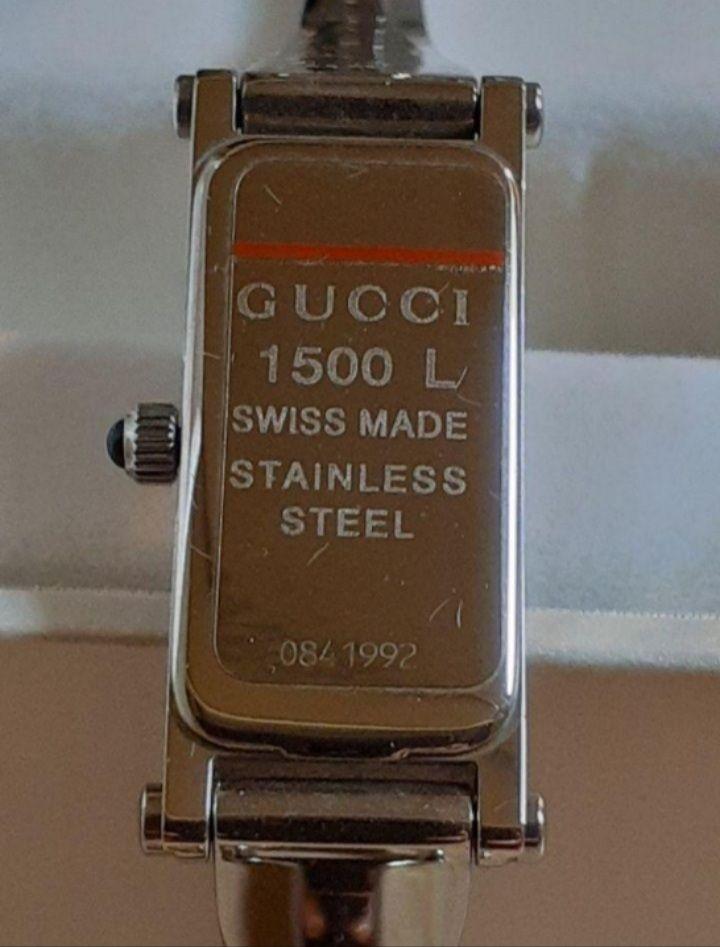 GUCCI
1500 L
SWISS MADE
STAINLESS
STEEL
0841992